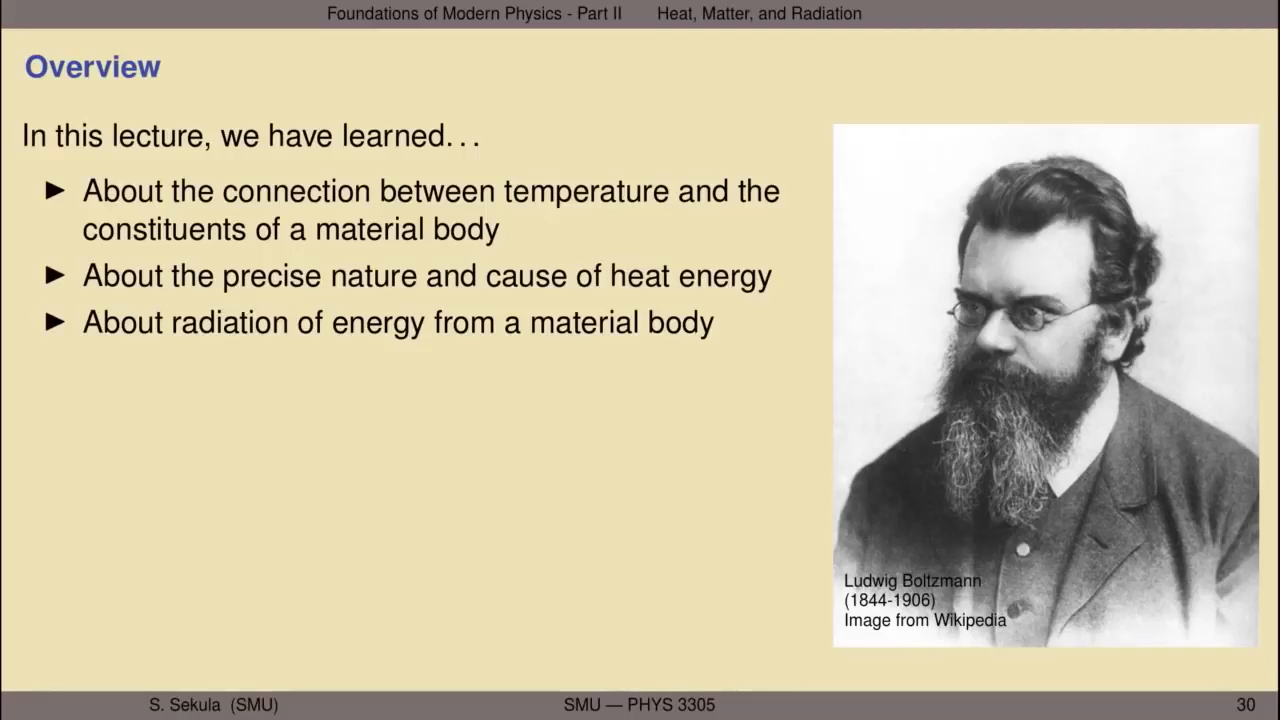 Foundations of Modern Physics - Part II Heat, Matter, and Radiation
Overview
In this lecture, we have learned. . .
► About the connection between temperature and the
constituents of a material body
► About the precise nature and cause of heat energy
► About radiation of energy from a material body
Ludwig Boltzmann
(1844-1906)
Image from Wikipedia
S. Sekula (SMU) SMU — PHYS 3305 30